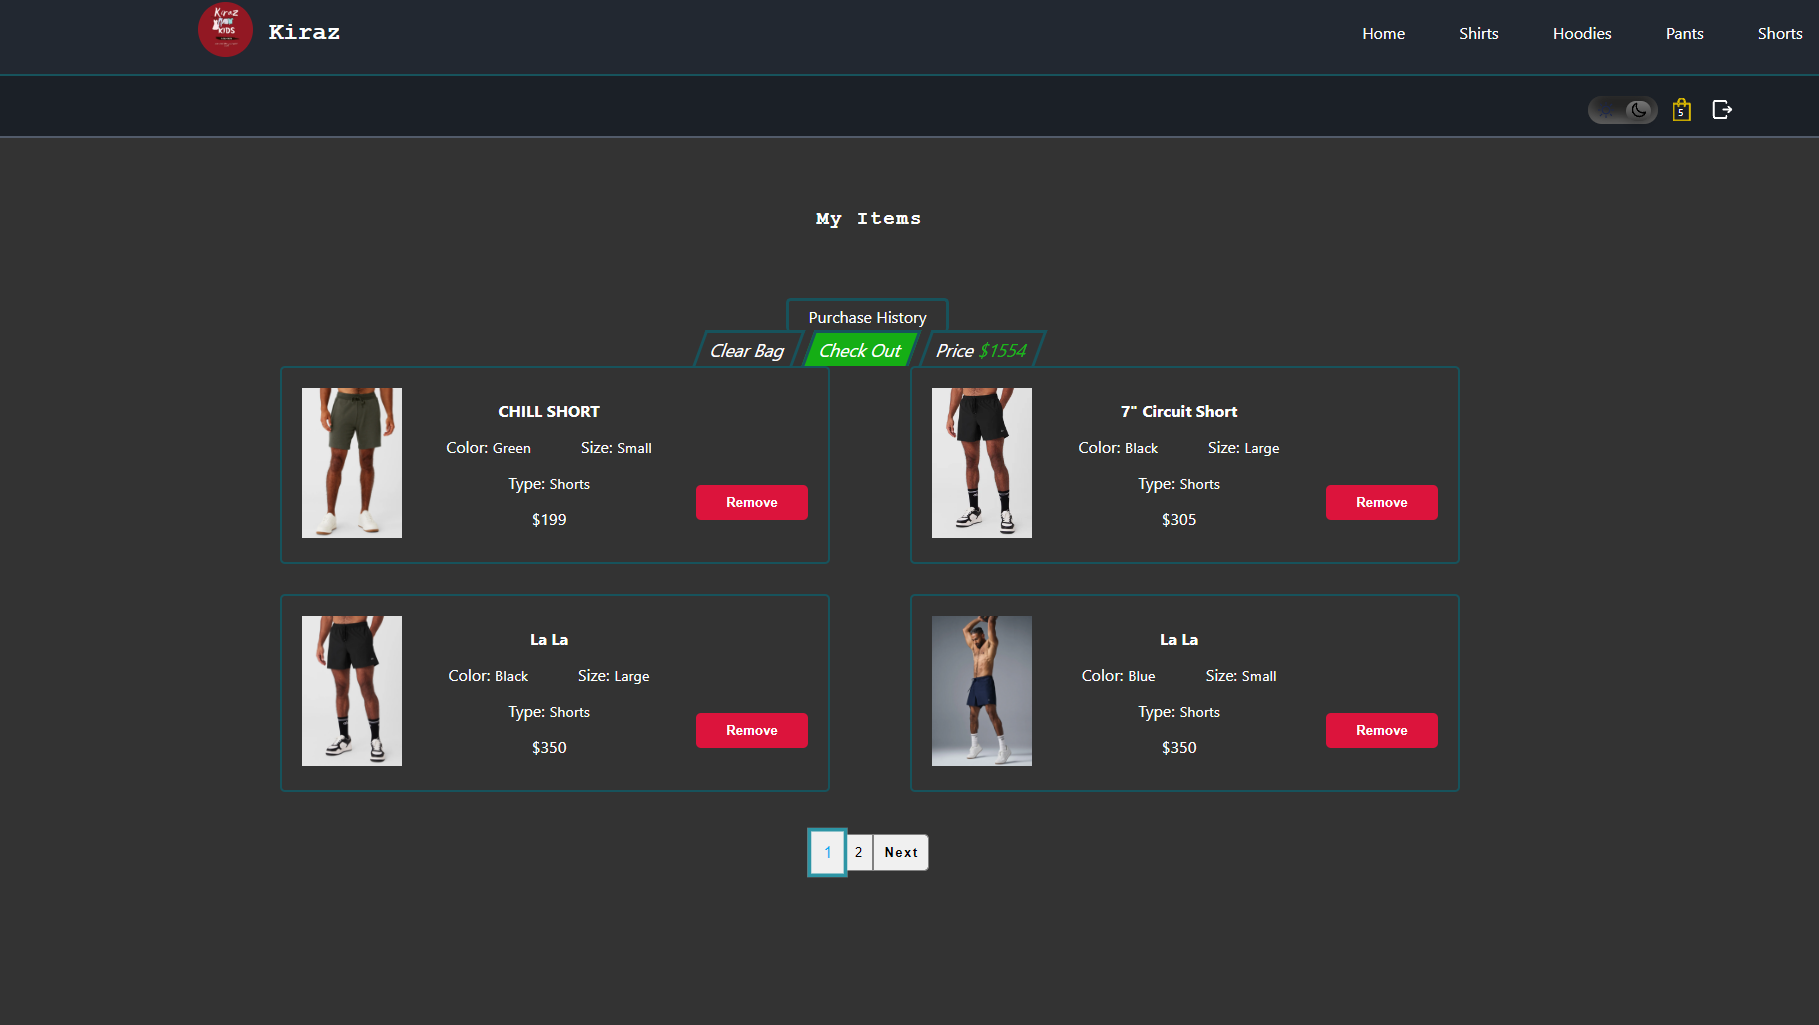 Kiraz
KIDS
Kiraz
Home
Shirts
Hoodies
Pants
Shorts
5
My Items
Purchase History
Clear Bag
Check Out
Price $1554
CHILL SHORT
Color: Green
Size: Small
Type: Shorts
$199
Remove
7" Circuit Short
Color: Black
Size: Large
Type: Shorts
$305
Remove
La La
Color: Black
Size: Large
Type: Shorts
$350
Remove
La La
Color: Blue
Size: Small
Type: Shorts
$350
Remove
1
2
Next